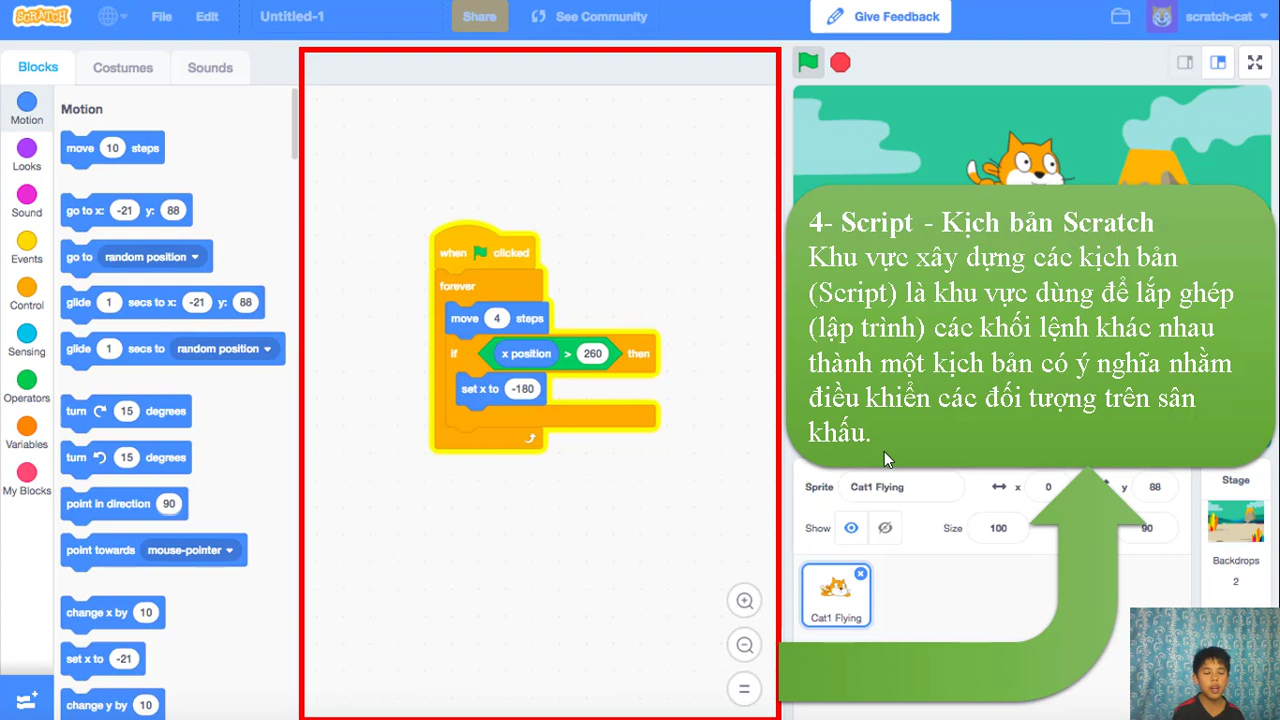 SCRATCH File Edit Untitled-1 Share See Community Give Feedback scratch-cat
Blocks Costumes Sounds
Motion
Looks
Sound
Events
Control
Sensing
Operators
Variables
My Blocks
Motion
move 10 steps
go to x: -21 y: 88
go to random position
glide 1 secs to x: -21 y: 88
glide 1 secs to random position
turn 15 degrees
turn 15 degrees
point in direction 90
point towards mouse-pointer
change x by 10
set x to -21
change y by 10
when clicked
forever
move 4 steps
if x position > 260 then
set x to -180
4- Script - Kịch bản Scratch
Khu vực xây dựng các kịch bản
(Script) là khu vực dùng để lắp ghép
(lập trình) các khối lệnh khác nhau
thành một kịch bản có ý nghĩa nhằm
điều khiển các đối tượng trên sân
khấu.
Sprite Cat1 Flying x 0 y 88
Show Size 100 90
Cat1 Flying
Stage
Backdrops
2